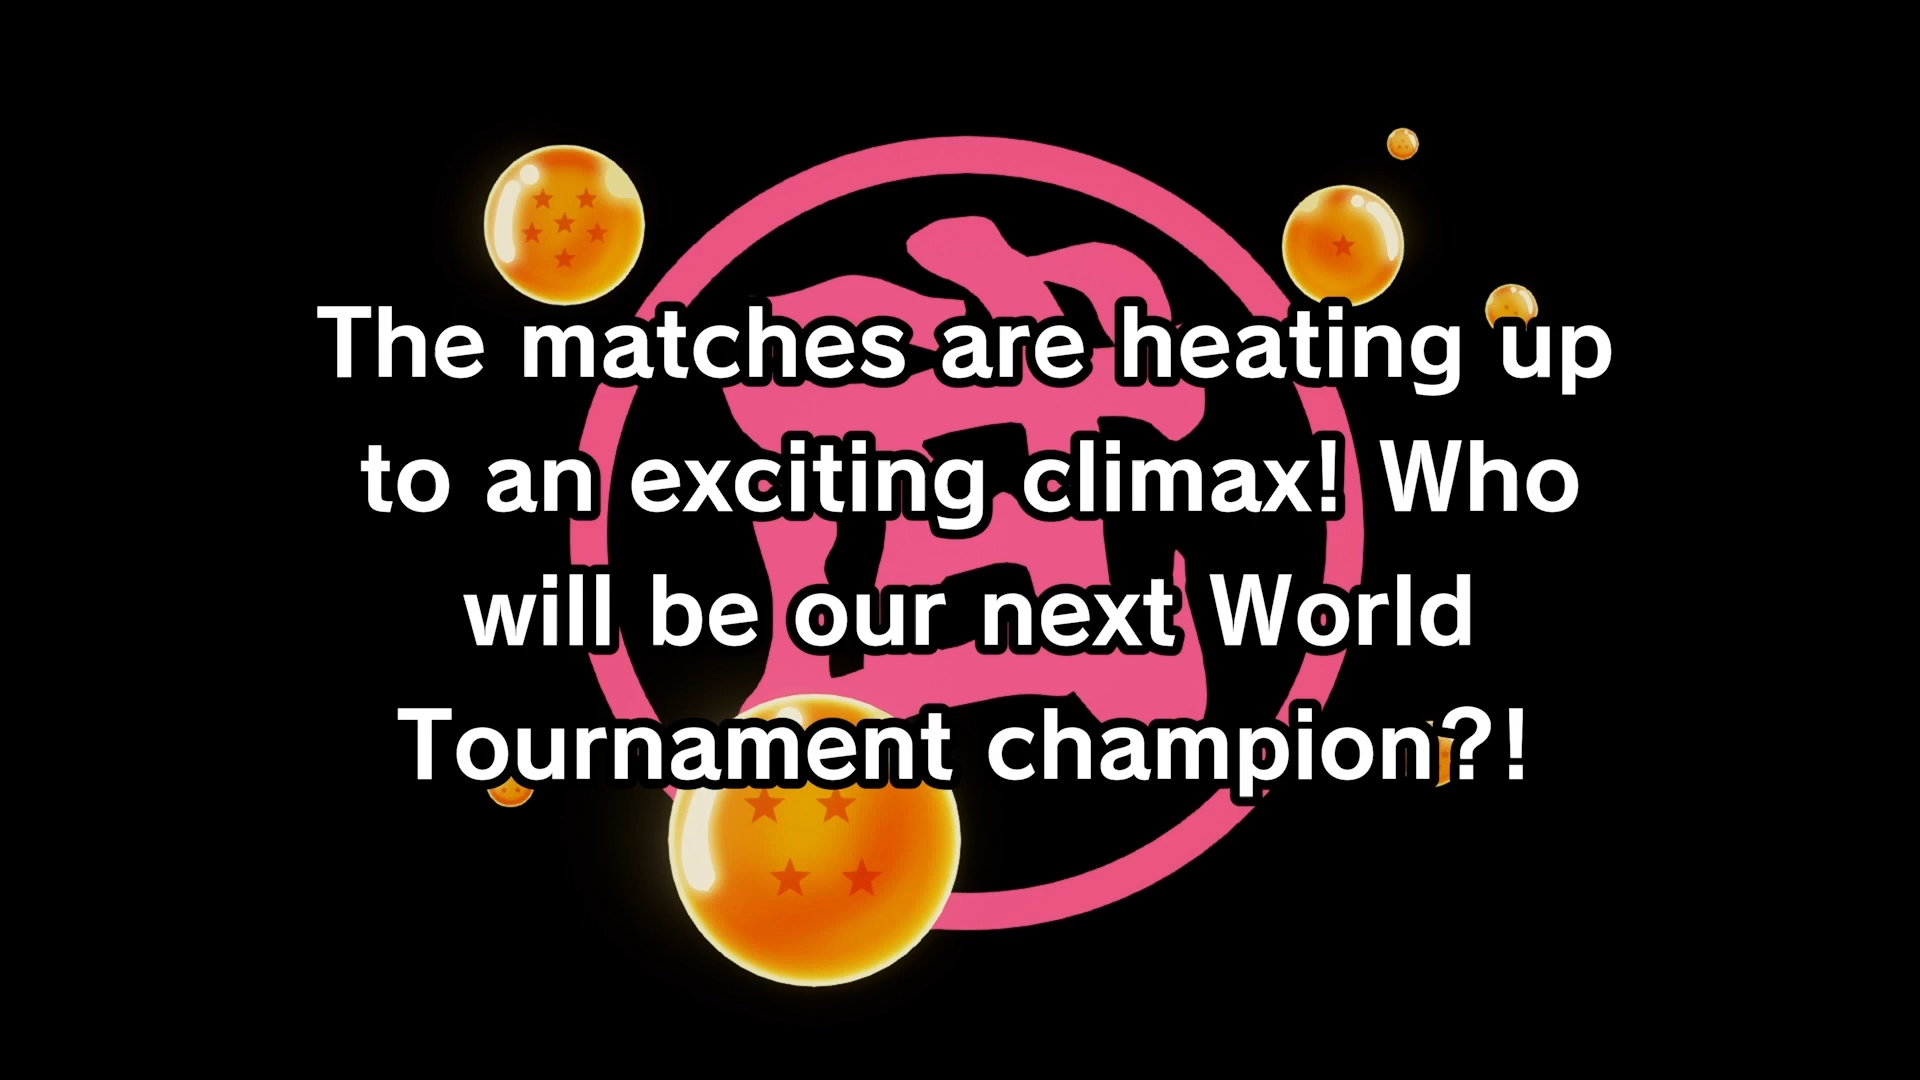 The matches are heating up
to an exciting climax! Who
will be our next World
Tournament champion?!